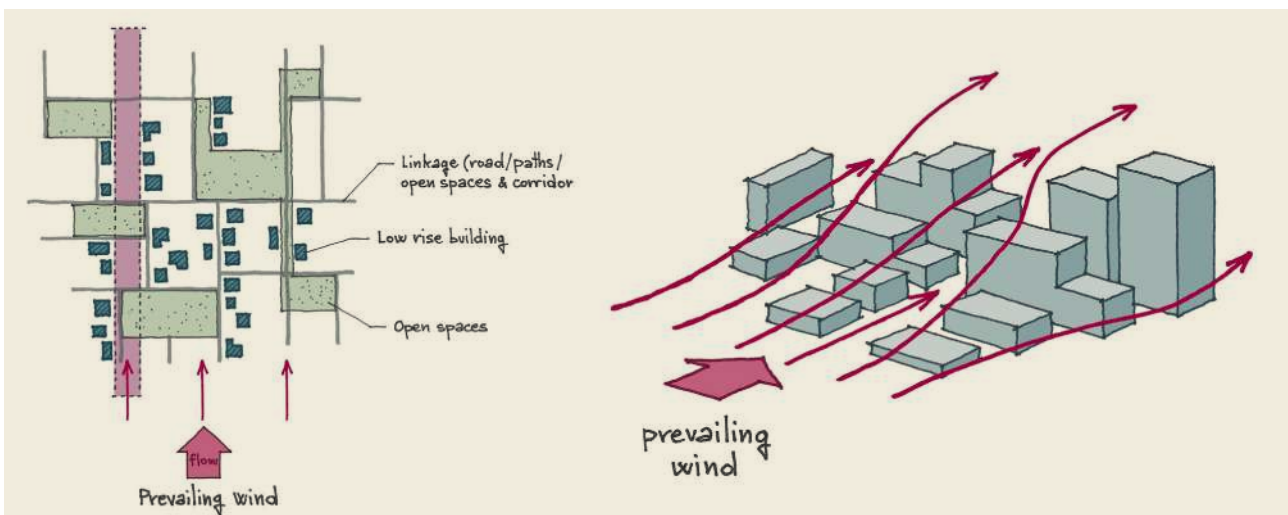 Linkage (road/paths/
open spaces & corridor
Low rise building
Open spaces
flow
Prevailing wind
prevailing
wind